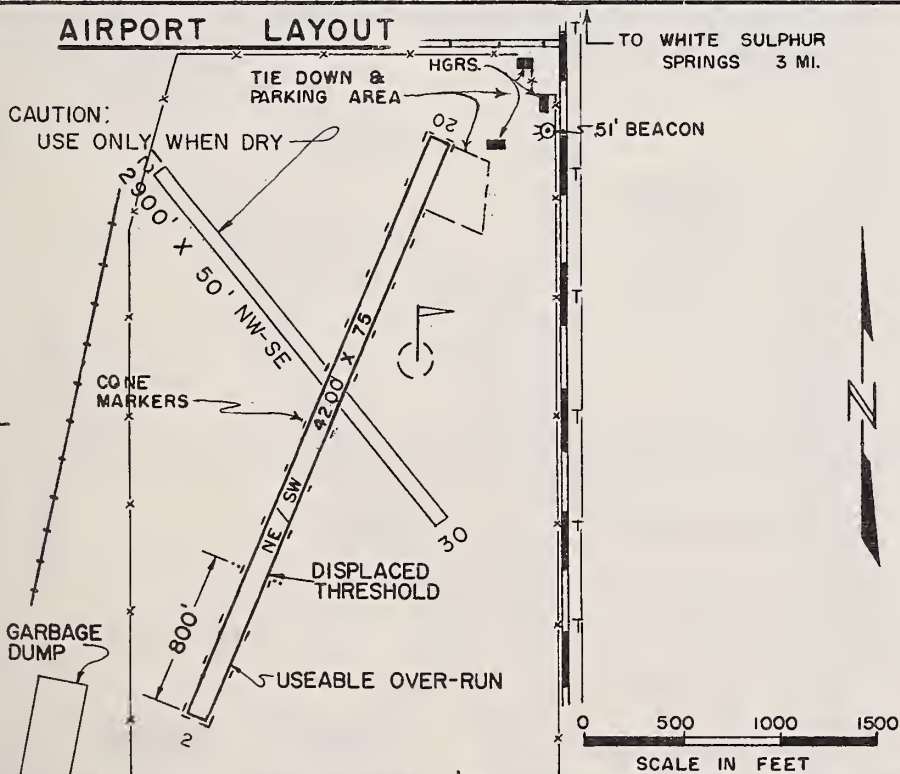 AIRPORT LAYOUT
TO WHITE SULPHUR
SPRINGS 3 MI.
HGRS.
TIE DOWN &
PARKING AREA
CAUTION:
USE ONLY WHEN DRY
20
51' BEACON
12
2900' X 50' NW-SE
T
T
T
T
T
T
CONE
MARKERS
4200 X 75
NE / SW
N
30
DISPLACED
THRESHOLD
800'
GARBAGE
DUMP
USEABLE OVER-RUN
2
0 500 1000 1500
SCALE IN FEET